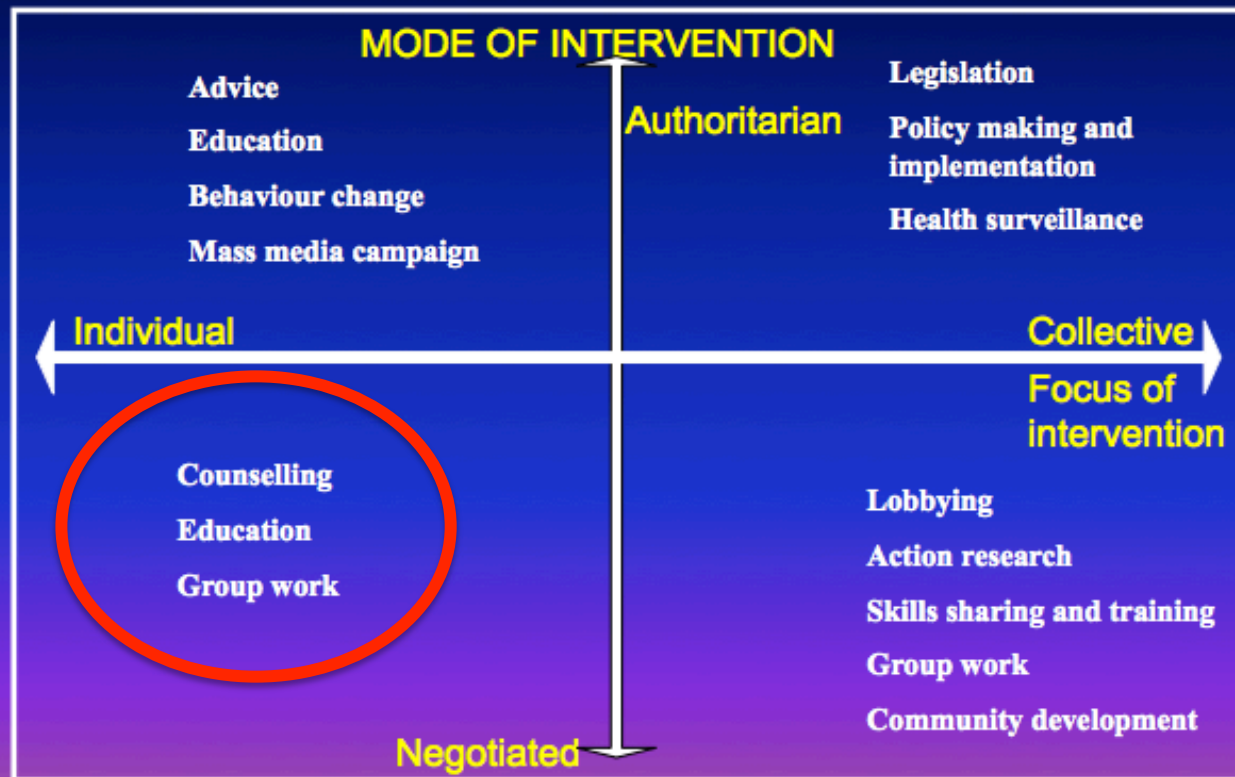 MODE OF INTERVENTION
Advice
Education
Behaviour change
Mass media campaign
Authoritarian
Legislation
Policy making and
implementation
Health surveillance
Individual
Collective
Focus of
intervention
Counselling
Education
Group work
Lobbying
Action research
Skills sharing and training
Group work
Community development
Negotiated